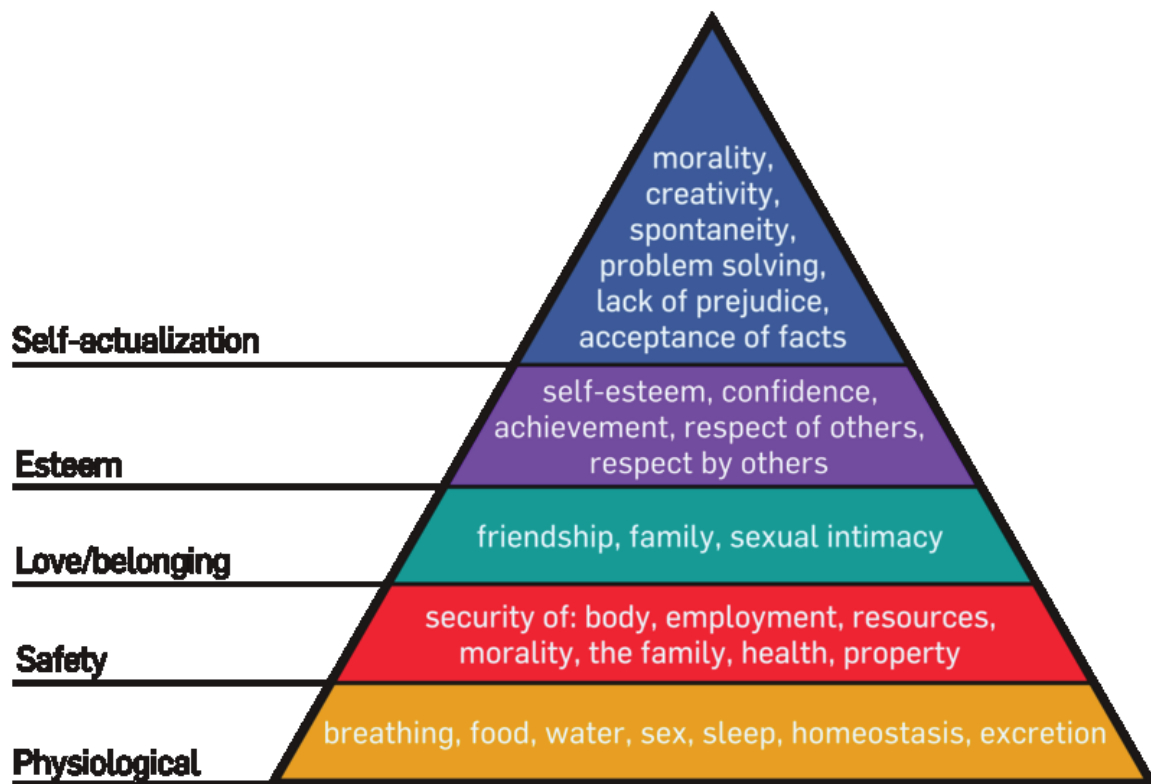 morality,
creativity,
spontaneity,
problem solving,
lack of prejudice,
acceptance of facts
Self-actualization
self-esteem, confidence,
achievement, respect of others,
respect by others
Esteem
friendship, family, sexual intimacy
Love/belonging
security of: body, employment, resources,
morality, the family, health, property
Safety
breathing, food, water, sex, sleep, homeostasis, excretion
Physiological